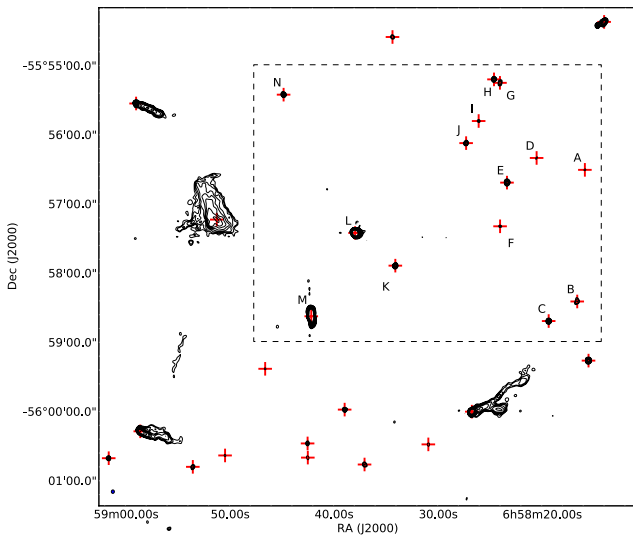 -55°55'00.0"
N
H
G
I
56'00.0"
J
D
A
E
57'00.0"
L
F
Dec (J2000)
58'00.0"
K
M
B
C
59'00.0"
-56°00'00.0"
01'00.0"
59m00.00s
50.00s
40.00s
30.00s
6h58m20.00s
RA (J2000)